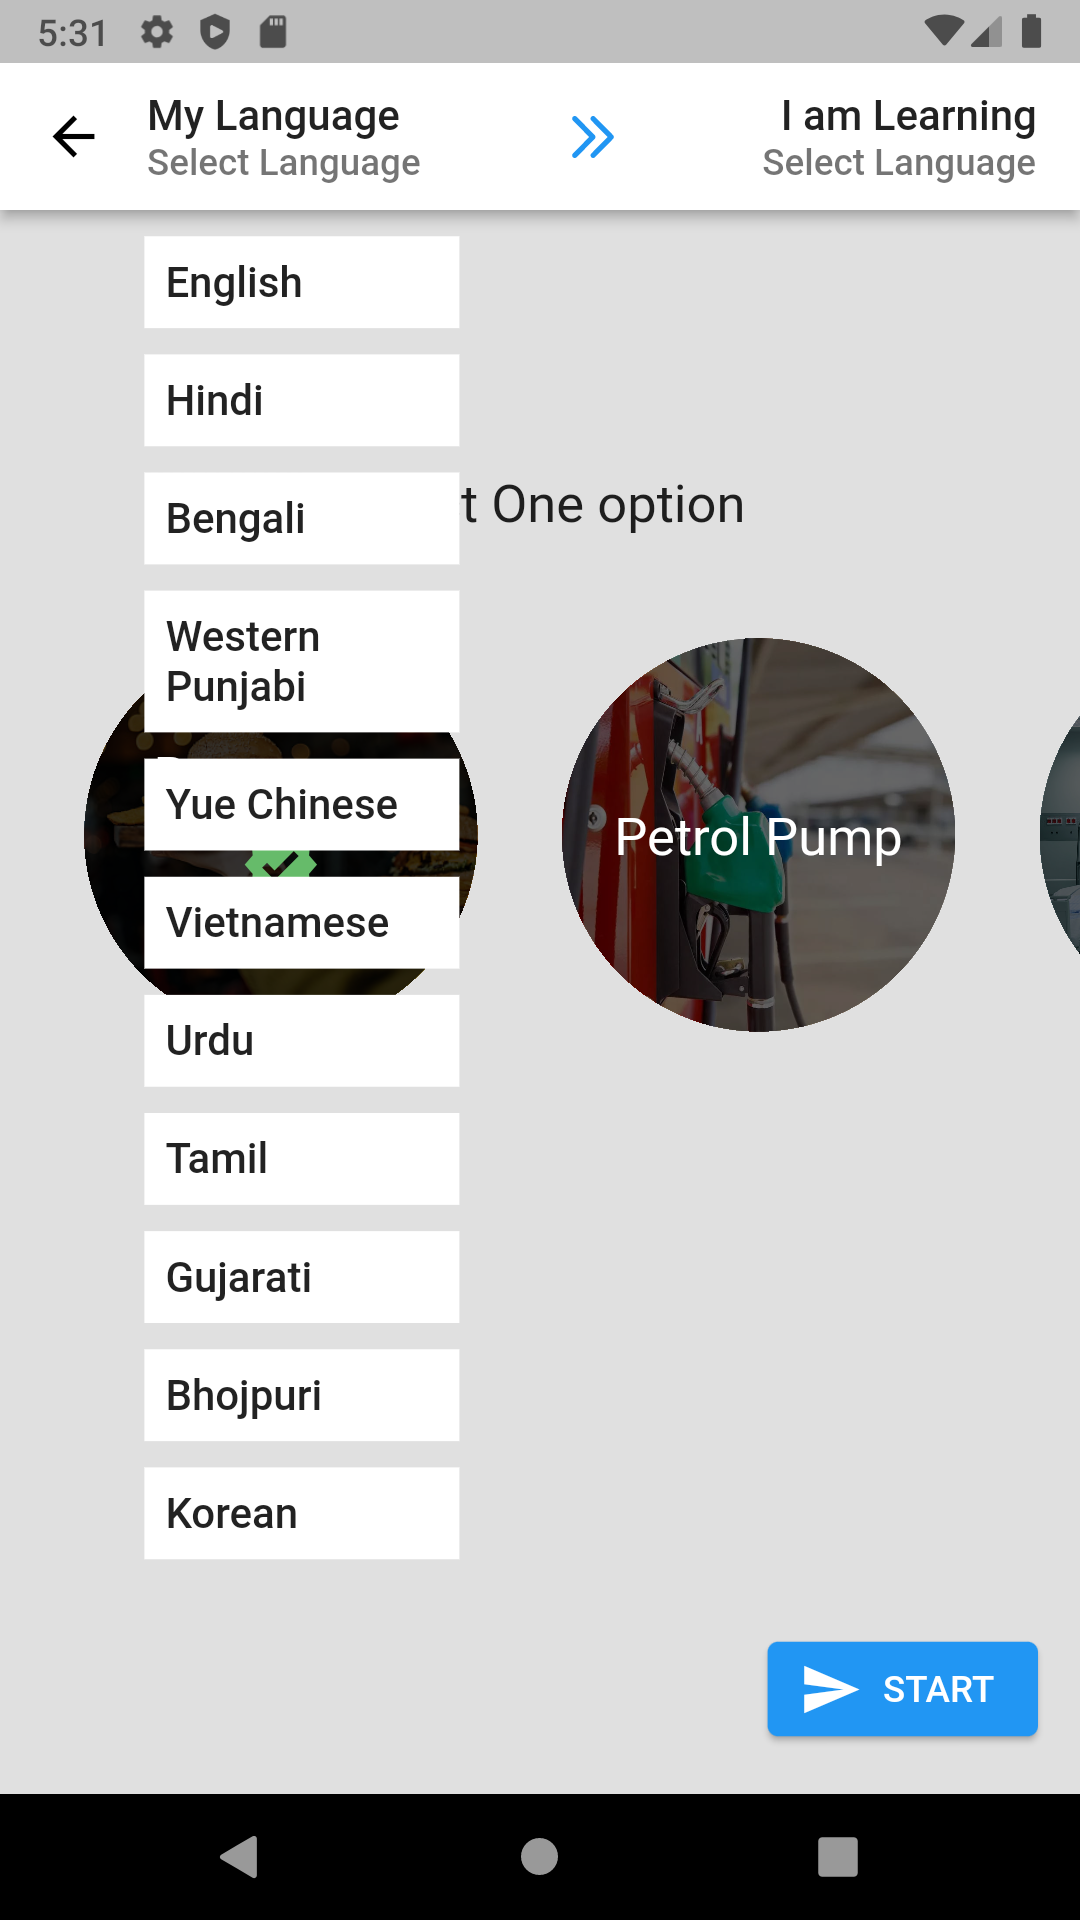 5:31
My Language
Select Language
I am Learning
Select Language
English
Hindi
Bengali
t One option
Western
Punjabi
Yue Chinese
Petrol Pump
Vietnamese
Urdu
Tamil
Gujarati
Bhojpuri
Korean
START